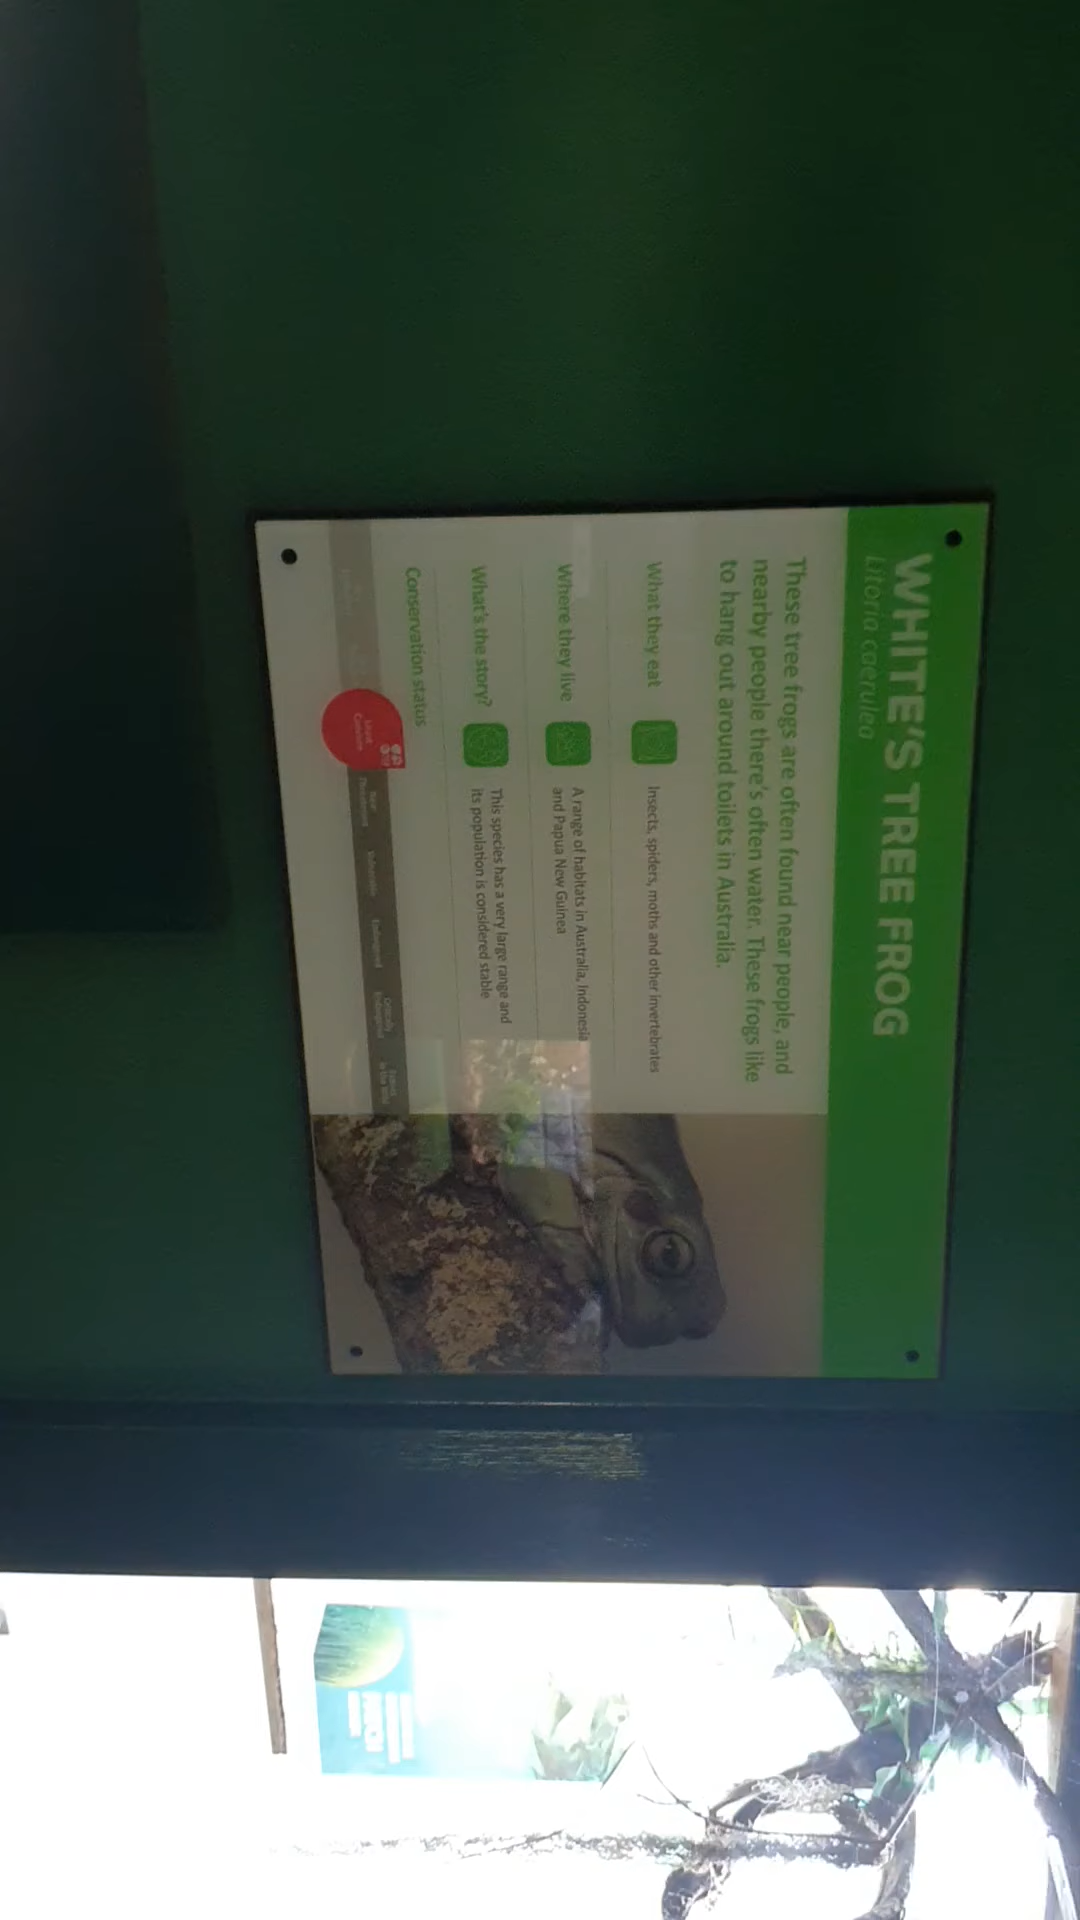 WHITE'S TREE FROG
Litoria caerulea
These tree frogs are often found near people, and
nearby people there's often water. These frogs like
to hang out around toilets in Australia.
What they eat
Insects, spiders, moths and other invertebrates
Where they live
A range of habitats in Australia, Indonesia
and Papua New Guinea
What's the story?
This species has a very large range and
its population is considered stable
Conservation status
Least
Concern
Near
Threatened
Vulnerable
Endangered
Critically
Endangered
Extinct
in the Wild